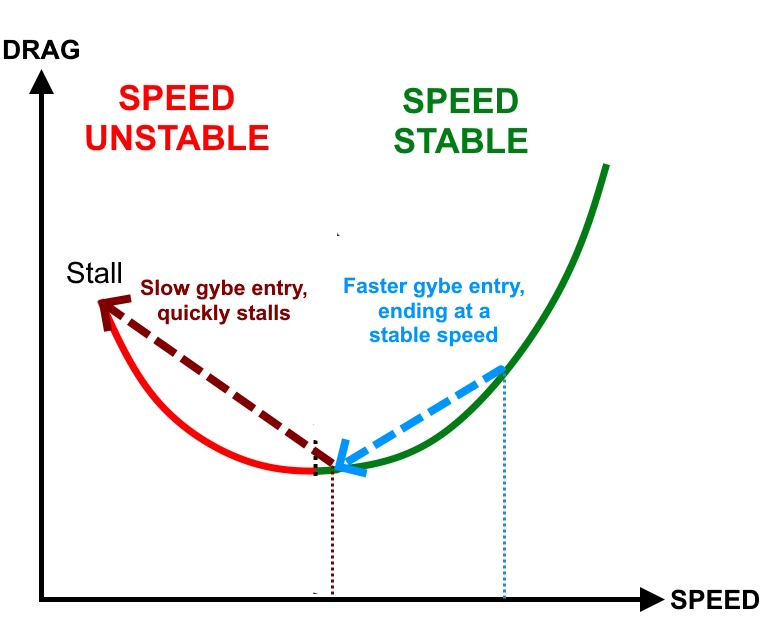 DRAG
SPEED
UNSTABLE
SPEED
STABLE
Stall
Slow gybe entry,
quickly stalls
Faster gybe entry,
ending at a
stable speed
SPEED